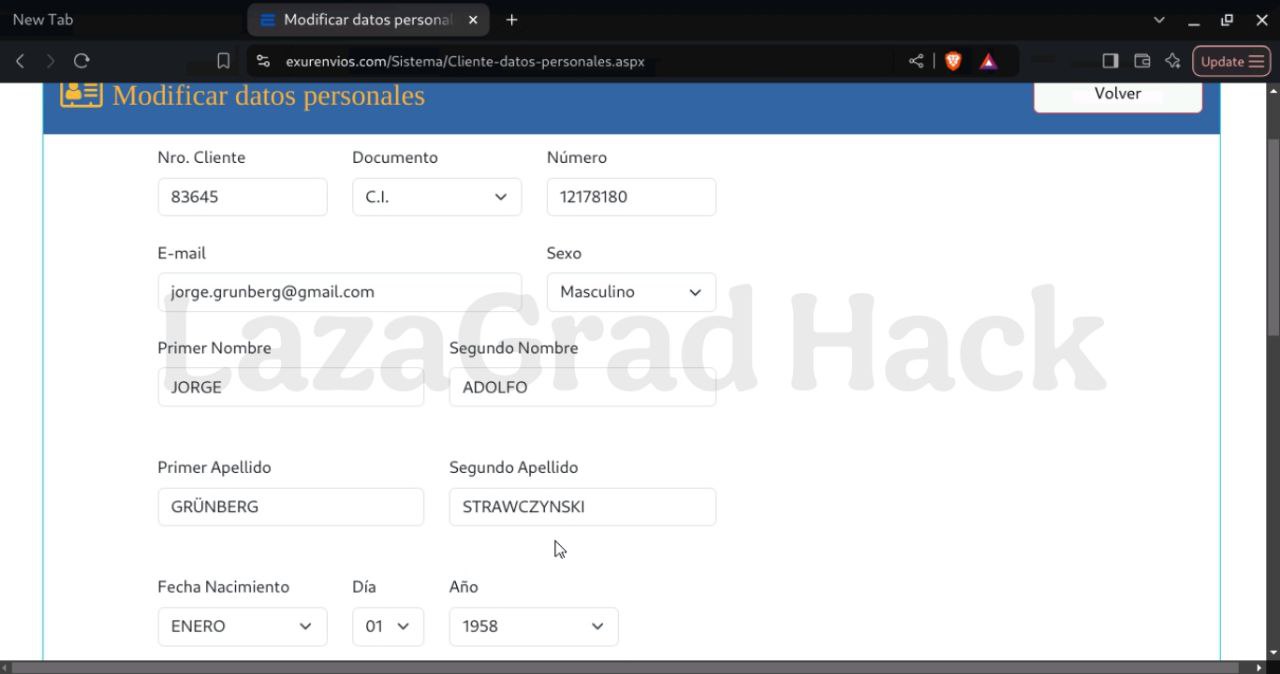 New Tab
Modificar datos personal
exurenvios.com/Sistema/Cliente-datos-personales.aspx
Update
Modificar datos personales
Volver
Nro. Cliente Documento Número
83645 C.I. 12178180
E-mail Sexo
jorge.grunberg@gmail.com Masculino
LazaGrad Hack
Primer Nombre Segundo Nombre
JORGE ADOLFO
Primer Apellido Segundo Apellido
GRÜNBERG STRAWCZYNSKI
Fecha Nacimiento Día Año
ENERO 01 1958